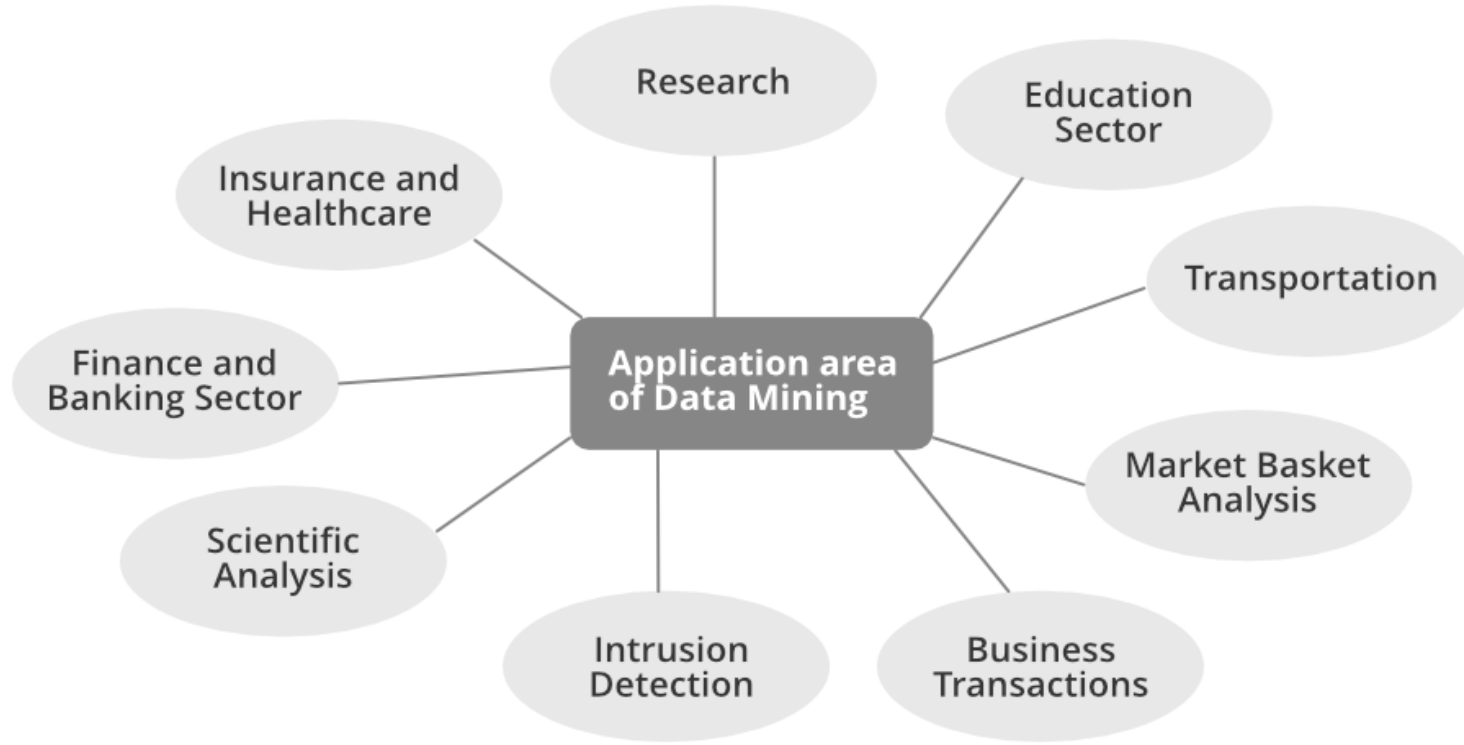 Research
Education
Sector
Insurance and
Healthcare
Transportation
Finance and
Banking Sector
Application area
of Data Mining
Market Basket
Analysis
Scientific
Analysis
Intrusion
Detection
Business
Transactions